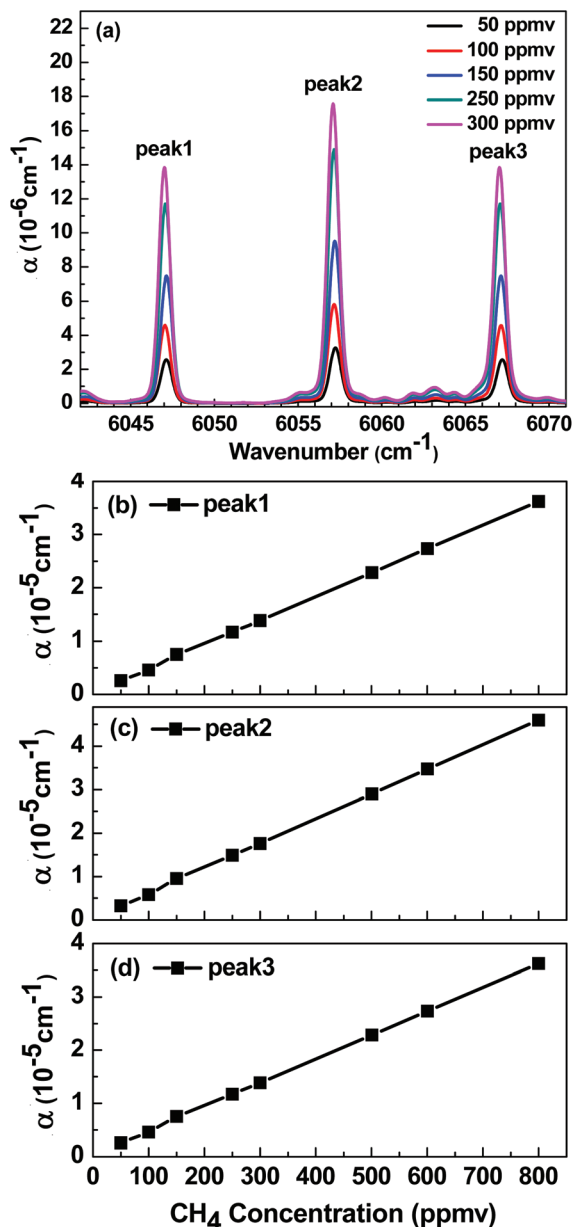 (a)
50 ppmv
100 ppmv
150 ppmv
250 ppmv
300 ppmv
peak1
peak2
peak3
22
20
18
16
14
12
10
8
6
4
2
0
α (10⁻⁶cm⁻¹)
6045 6050 6055 6060 6065 6070
Wavenumber (cm⁻¹)
(b) peak1
4
3
2
1
0
α (10⁻⁵cm⁻¹)
(c) peak2
4
3
2
1
0
α (10⁻⁵cm⁻¹)
(d) peak3
4
3
2
1
0
α (10⁻⁵cm⁻¹)
0 100 200 300 400 500 600 700 800
CH₄ Concentration (ppmv)